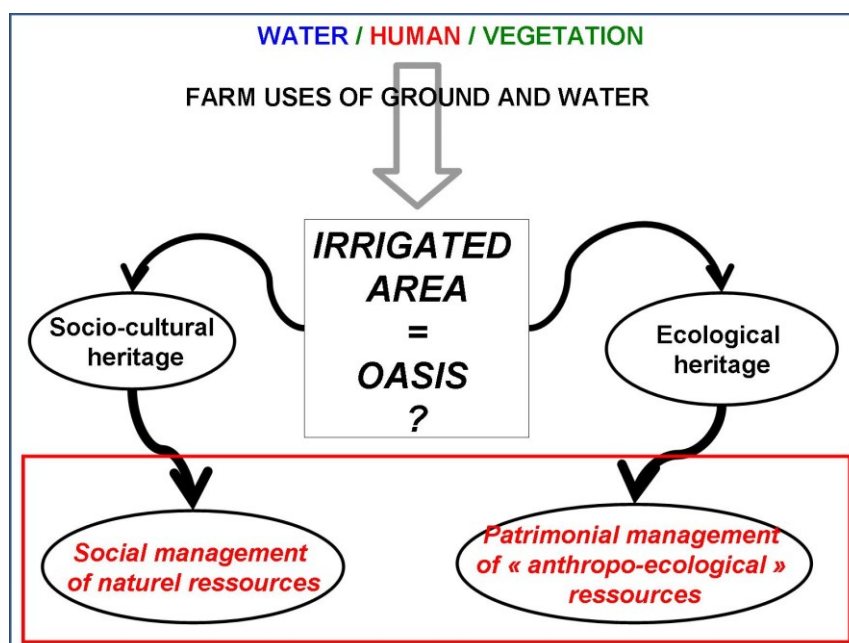 WATER / HUMAN / VEGETATION
FARM USES OF GROUND AND WATER
IRRIGATED
AREA
=
OASIS
?
Socio-cultural
heritage
Ecological
heritage
Social management
of naturel ressources
Patrimonial management
of « anthropo-ecological »
ressources